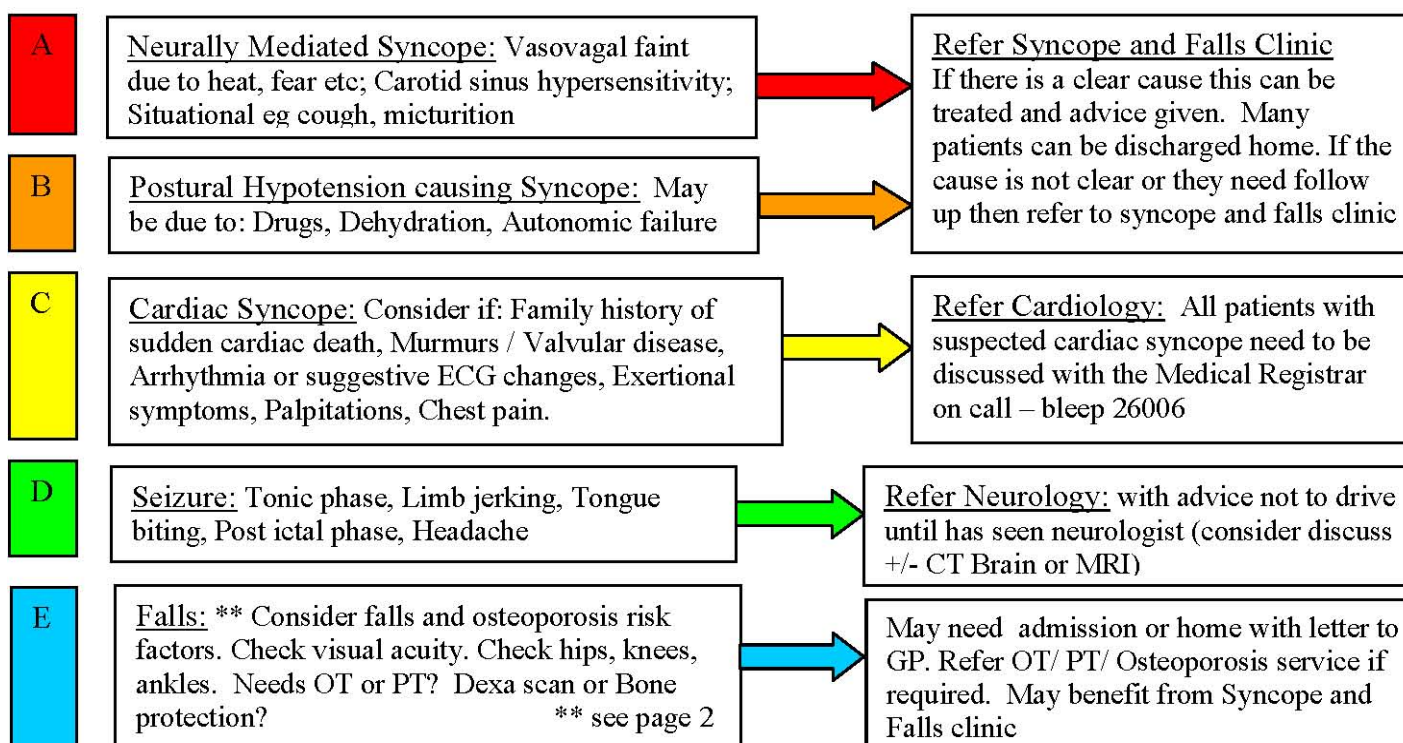 A
Neurally Mediated Syncope: Vasovagal faint
due to heat, fear etc; Carotid sinus hypersensitivity;
Situational eg cough, micturition
Refer Syncope and Falls Clinic
If there is a clear cause this can be
treated and advice given. Many
patients can be discharged home. If the
cause is not clear or they need follow
up then refer to syncope and falls clinic
B
Postural Hypotension causing Syncope: May
be due to: Drugs, Dehydration, Autonomic failure
C
Cardiac Syncope: Consider if: Family history of
sudden cardiac death, Murmurs / Valvular disease,
Arrhythmia or suggestive ECG changes, Exertional
symptoms, Palpitations, Chest pain.
Refer Cardiology: All patients with
suspected cardiac syncope need to be
discussed with the Medical Registrar
on call – bleep 26006
D
Seizure: Tonic phase, Limb jerking, Tongue
biting, Post ictal phase, Headache
Refer Neurology: with advice not to drive
until has seen neurologist (consider discuss
+/- CT Brain or MRI)
E
Falls: ** Consider falls and osteoporosis risk
factors. Check visual acuity. Check hips, knees,
ankles. Needs OT or PT? Dexa scan or Bone
protection? ** see page 2
May need admission or home with letter to
GP. Refer OT/ PT/ Osteoporosis service if
required. May benefit from Syncope and
Falls clinic